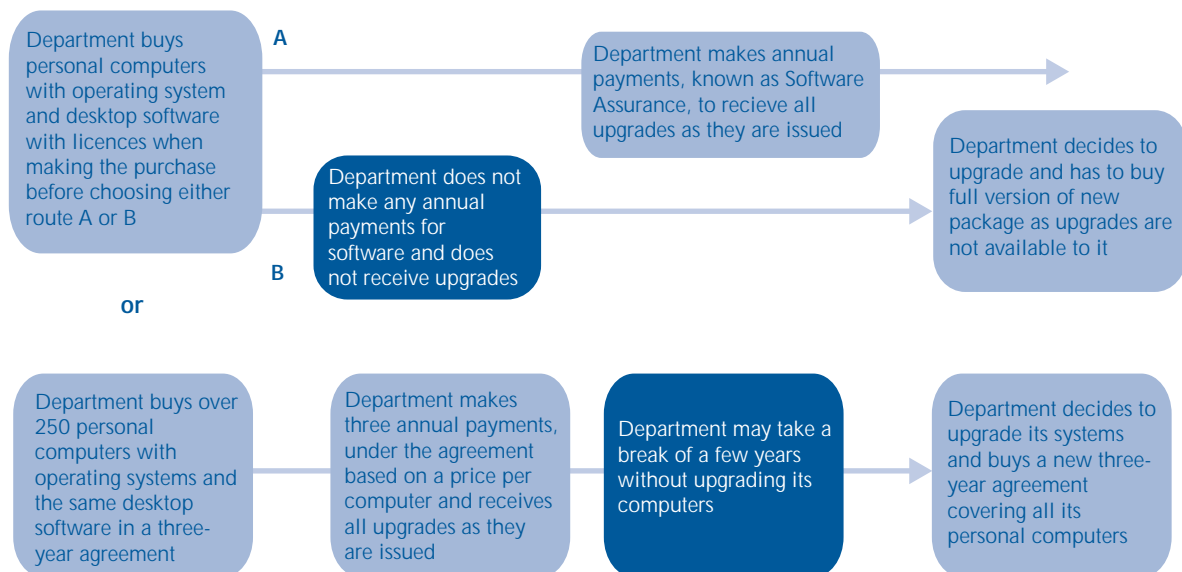 Department buys
personal computers
with operating system
and desktop software
with licences when
making the purchase
before choosing either
route A or B
A
Department makes annual
payments, known as Software
Assurance, to recieve all
upgrades as they are issued
B
Department does not
make any annual
payments for
software and does
not receive upgrades
Department decides to
upgrade and has to buy
full version of new
package as upgrades are
not available to it
or
Department buys over
250 personal
computers with
operating systems and
the same desktop
software in a three-
year agreement
Department makes
three annual payments,
under the agreement
based on a price per
computer and receives
all upgrades as they
are issued
Department may take a
break of a few years
without upgrading its
computers
Department decides to
upgrade its systems
and buys a new three-
year agreement
covering all its
personal computers